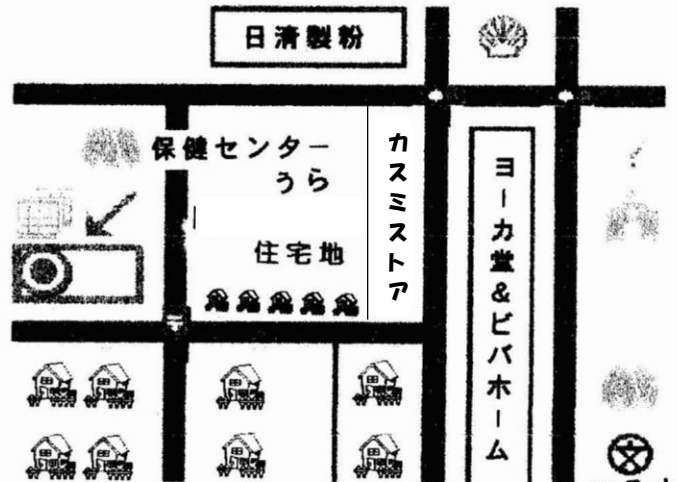 日清製粉
保健センター
うら
住宅地
カスミストア
ヨーカ堂&ビバホーム